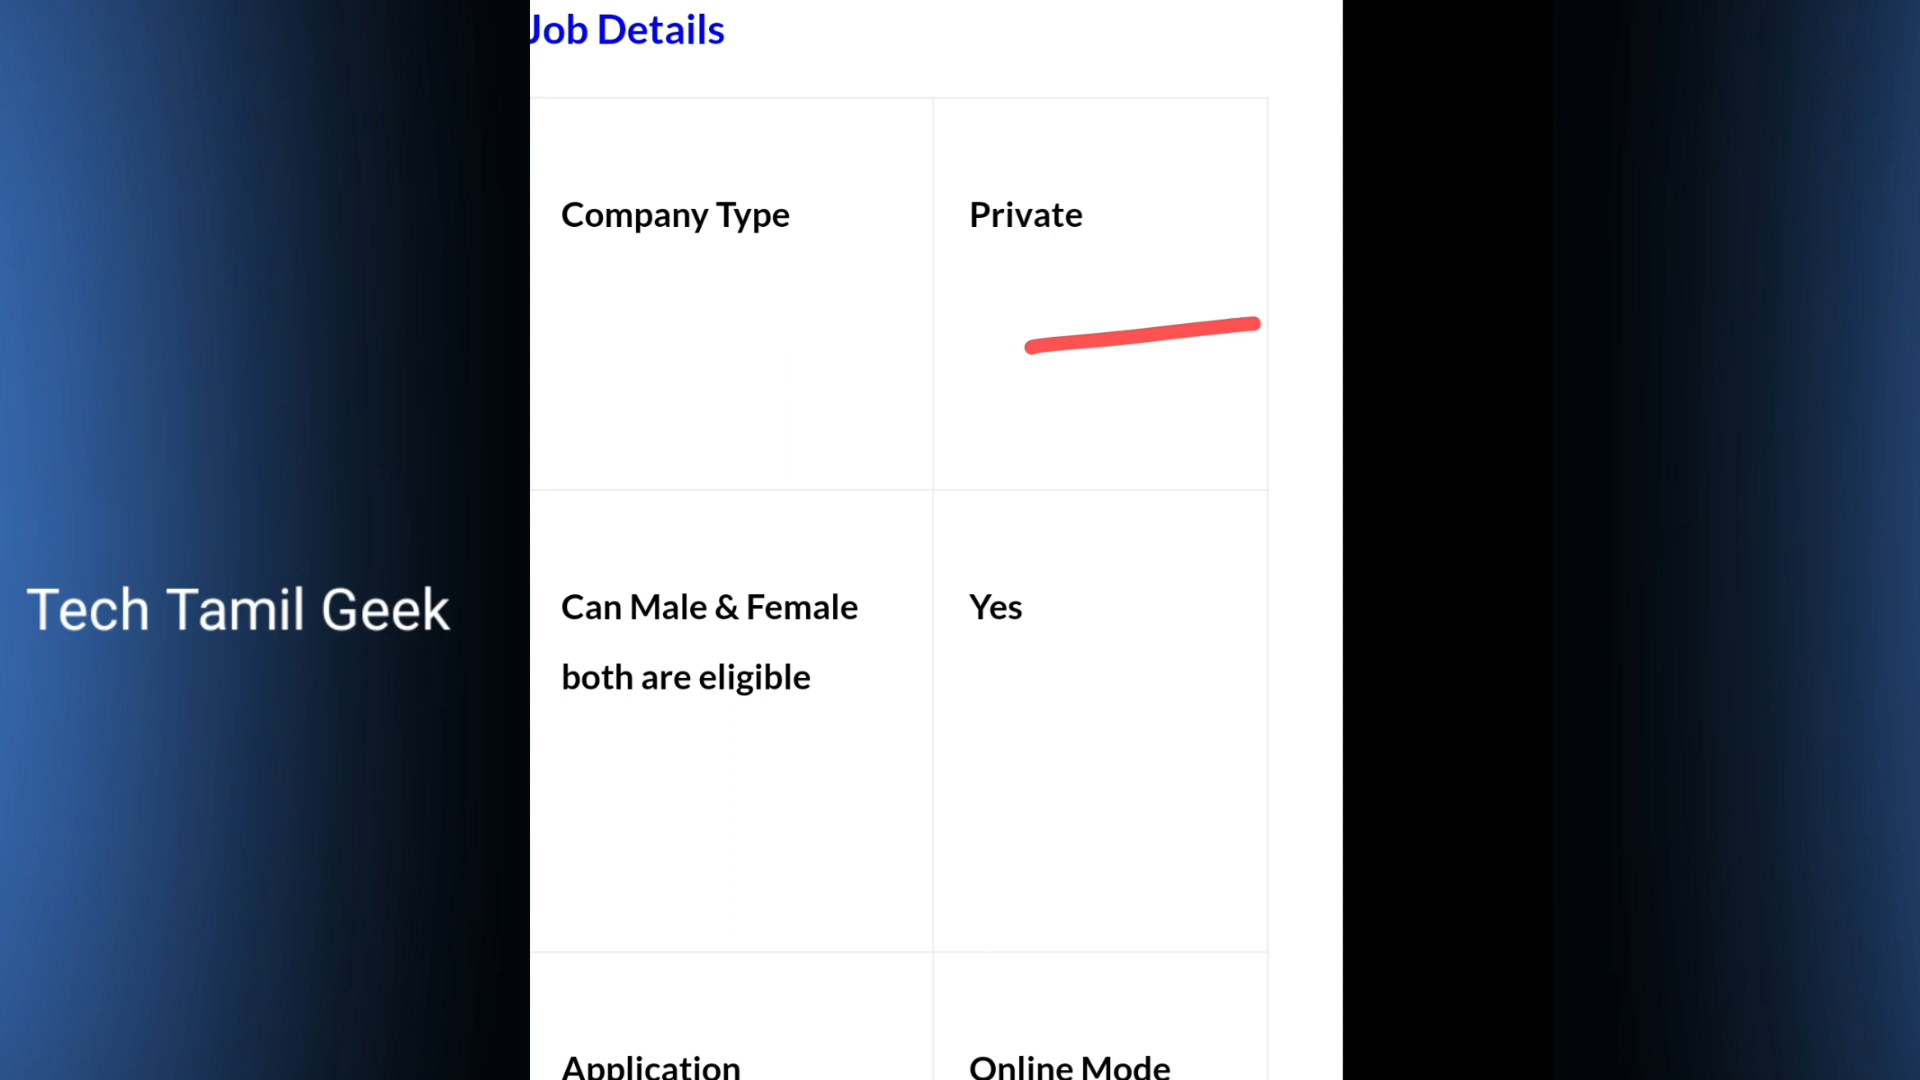 Job Details
Company Type
Private
Tech Tamil Geek
Can Male & Female
both are eligible
Yes
Application
Online Mode